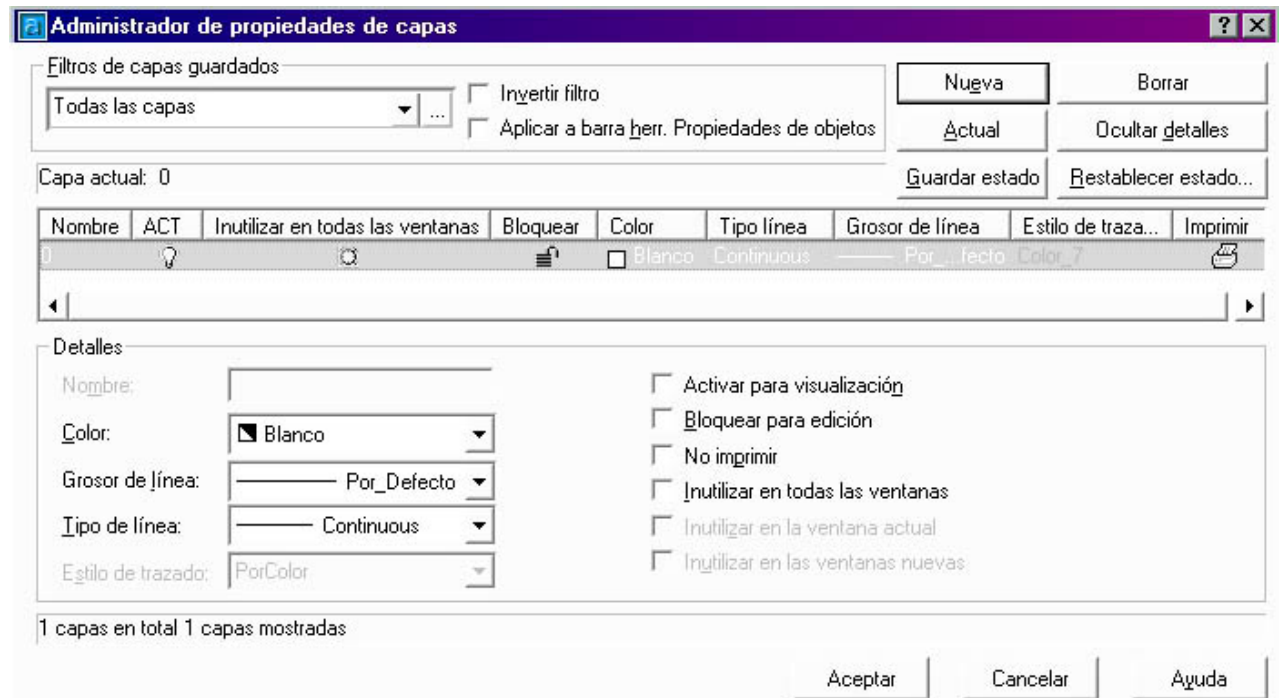 Administrador de propiedades de capas
Filtros de capas guardados
Todas las capas
...
Invertir filtro
Aplicar a barra herr. Propiedades de objetos
Nueva
Borrar
Actual
Ocultar detalles
Capa actual: 0
Guardar estado
Restablecer estado...
Nombre ACT Inutilizar en todas las ventanas Bloquear Color Tipo línea Grosor de línea Estilo de traza... Imprimir
0 Blanco Continuous Por_...fecto Color_7
Detalles
Nombre:
Color: Blanco
Grosor de línea: Por_Defecto
Tipo de línea: Continuous
Estilo de trazado: PorColor
Activar para visualización
Bloquear para edición
No imprimir
Inutilizar en todas las ventanas
Inutilizar en la ventana actual
Inutilizar en las ventanas nuevas
1 capas en total 1 capas mostradas
Aceptar Cancelar Ayuda